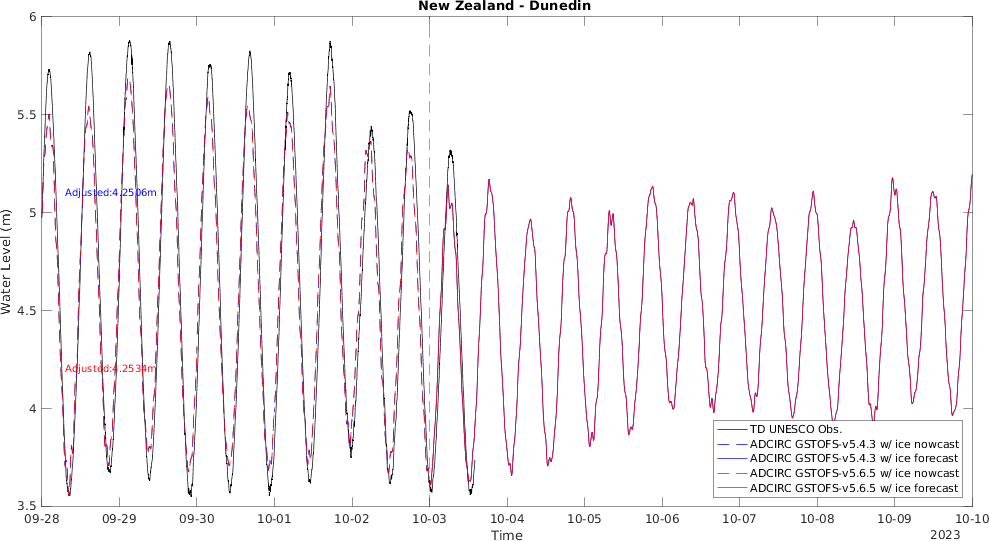 New Zealand - Dunedin
Water Level (m)
6
5.5
5
4.5
4
3.5
Adjusted:4.2506m
Adjusted:4.2534m
TD UNESCO Obs.
ADCIRC GSTOFS-v5.4.3 w/ ice nowcast
ADCIRC GSTOFS-v5.4.3 w/ ice forecast
ADCIRC GSTOFS-v5.6.5 w/ ice nowcast
ADCIRC GSTOFS-v5.6.5 w/ ice forecast
09-28 09-29 09-30 10-01 10-02 10-03 10-04 10-05 10-06 10-07 10-08 10-09 10-10
Time
2023